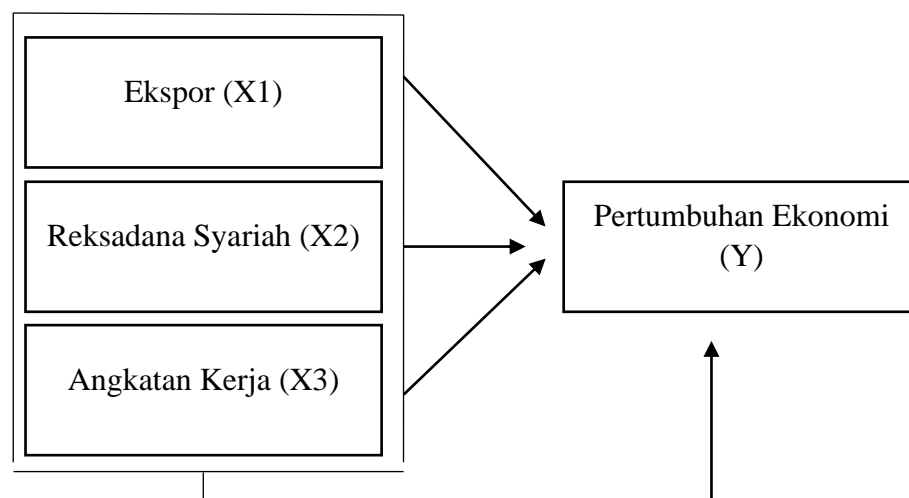 Ekspor (X1)
Reksadana Syariah (X2)
Angkatan Kerja (X3)
Pertumbuhan Ekonomi
(Y)